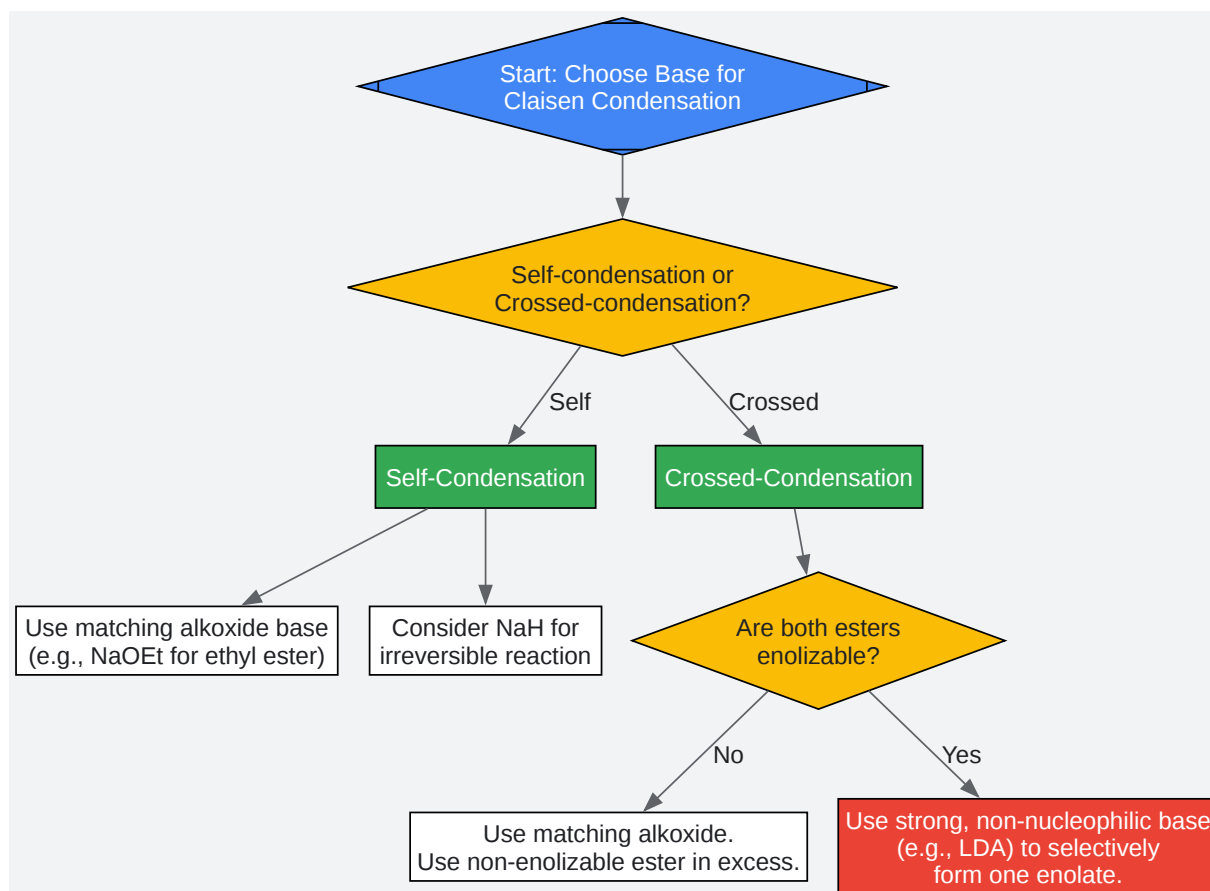 Start: Choose Base for
Claisen Condensation
Self-condensation or
Crossed-condensation?
Self
Crossed
Self-Condensation
Crossed-Condensation
Use matching alkoxide base
(e.g., NaOEt for ethyl ester)
Consider NaH for
irreversible reaction
Are both esters
enolizable?
No
Yes
Use matching alkoxide.
Use non-enolizable ester in excess.
Use strong, non-nucleophilic base
(e.g., LDA) to selectively
form one enolate.